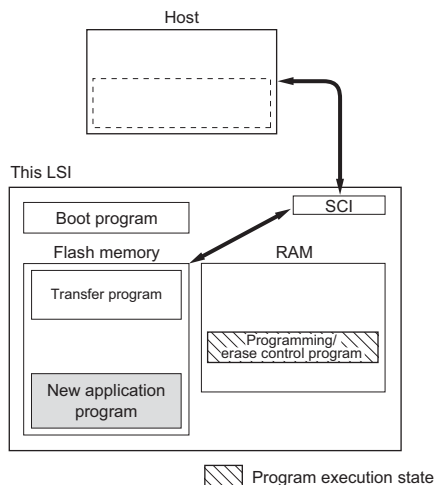 Host
This LSI
SCI
Boot program
Flash memory
RAM
Transfer program
Programming/
erase control program
New application
program
Program execution state